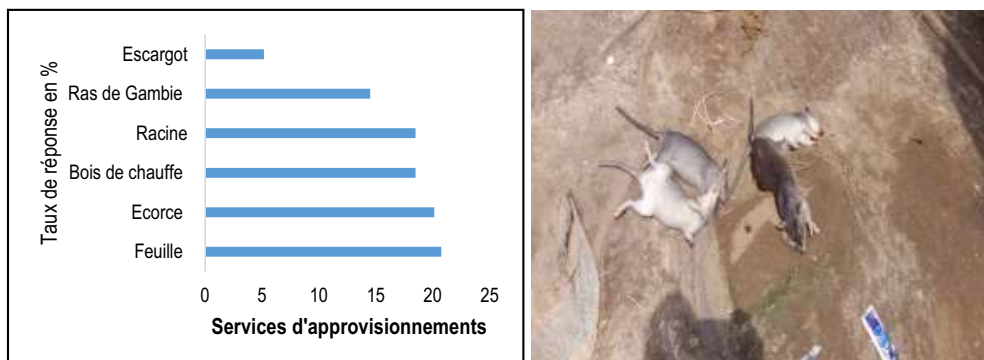 Taux de réponse en %
Escargot
Ras de Gambie
Racine
Bois de chauffe
Ecorce
Feuille
0 5 10 15 20 25
Services d'approvisionnements